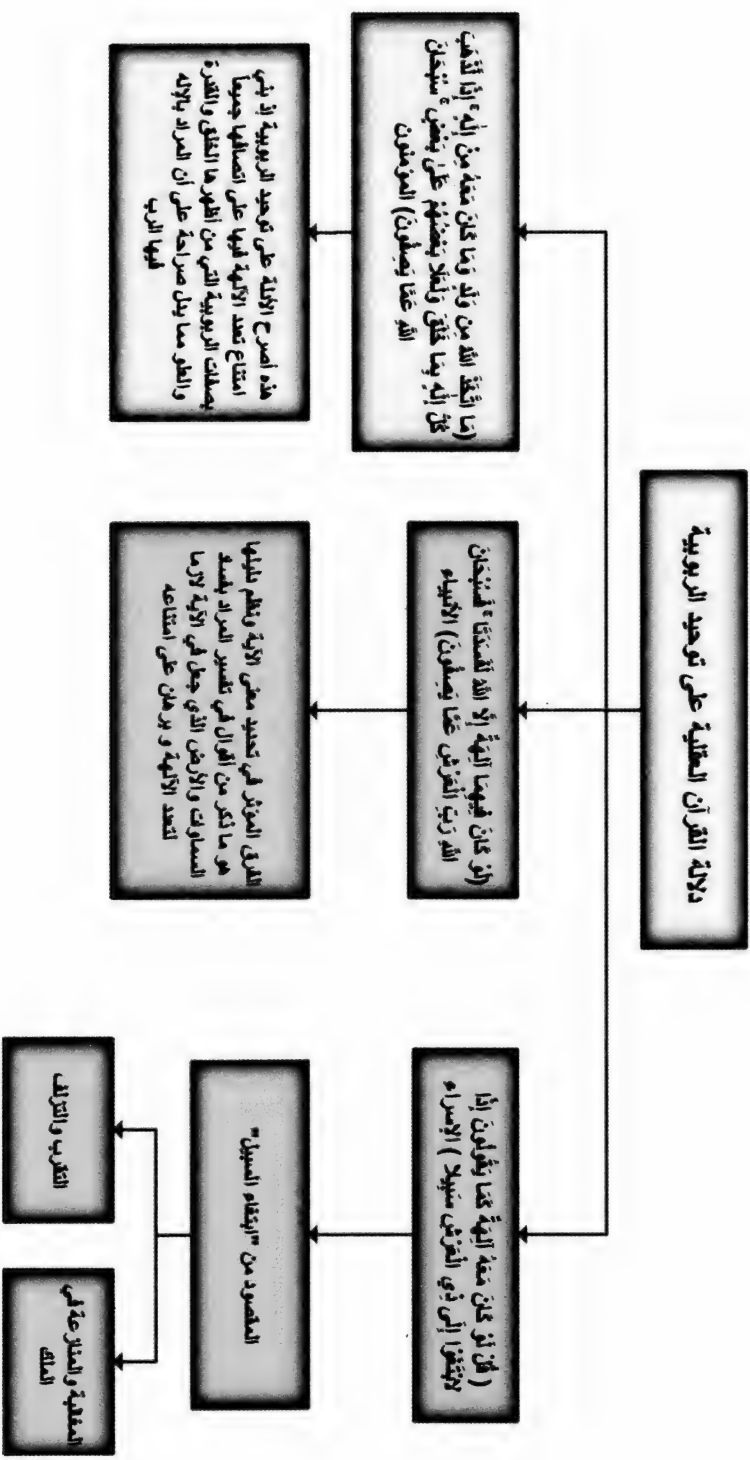 دلالة القرآن العقلية على توحيد الربوبية
(مَا اتَّخَذَ اللَّهُ مِن وَلَدٍ وَمَا كَانَ مَعَهُ مِنْ إِلَٰهٍ ۚ إِذًا لَّذَهَبَ
كُلُّ إِلَٰهٍ بِمَا خَلَقَ وَلَعَلَا بَعْضُهُمْ عَلَىٰ بَعْضٍ ۚ سُبْحَانَ
اللَّهِ عَمَّا يَصِفُونَ) المؤمنون
هذه أصرح الأدلة على توحيد الربوبية إذ بني
امتناع تعدد الآلهة فيها على اتصافها جميعاً
بصفات الربوبية التي من أظهرها الخلق والقدرة
والعلو مما يدل صراحة على أن المراد بالإله
فيها الرب
(لَوْ كَانَ فِيهِمَا آلِهَةٌ إِلَّا اللَّهُ لَفَسَدَتَا ۚ فَسُبْحَانَ
اللَّهِ رَبِّ الْعَرْشِ عَمَّا يَصِفُونَ) الأنبياء
الفرق المؤثر في تحديد معنى الآية ونظم دليلها
هو ما ذكر من أقوال في تفسير المراد بفسد
السماوات والأرض الذي جعل في الآية لازما
لتعدد الآلهة و برهان على امتناعه
( قُلْ لَوْ كَانَ مَعَهُ آلِهَةٌ كَمَا يَقُولُونَ إِذًا
لَابْتَغَوْا إِلَى ذِي الْعَرْشِ سَبِيلًا ) الإسراء
المقصود من "ابتغاء السبيل"
التقرب والتزلف
المغلبة والمنازعة في
الملك